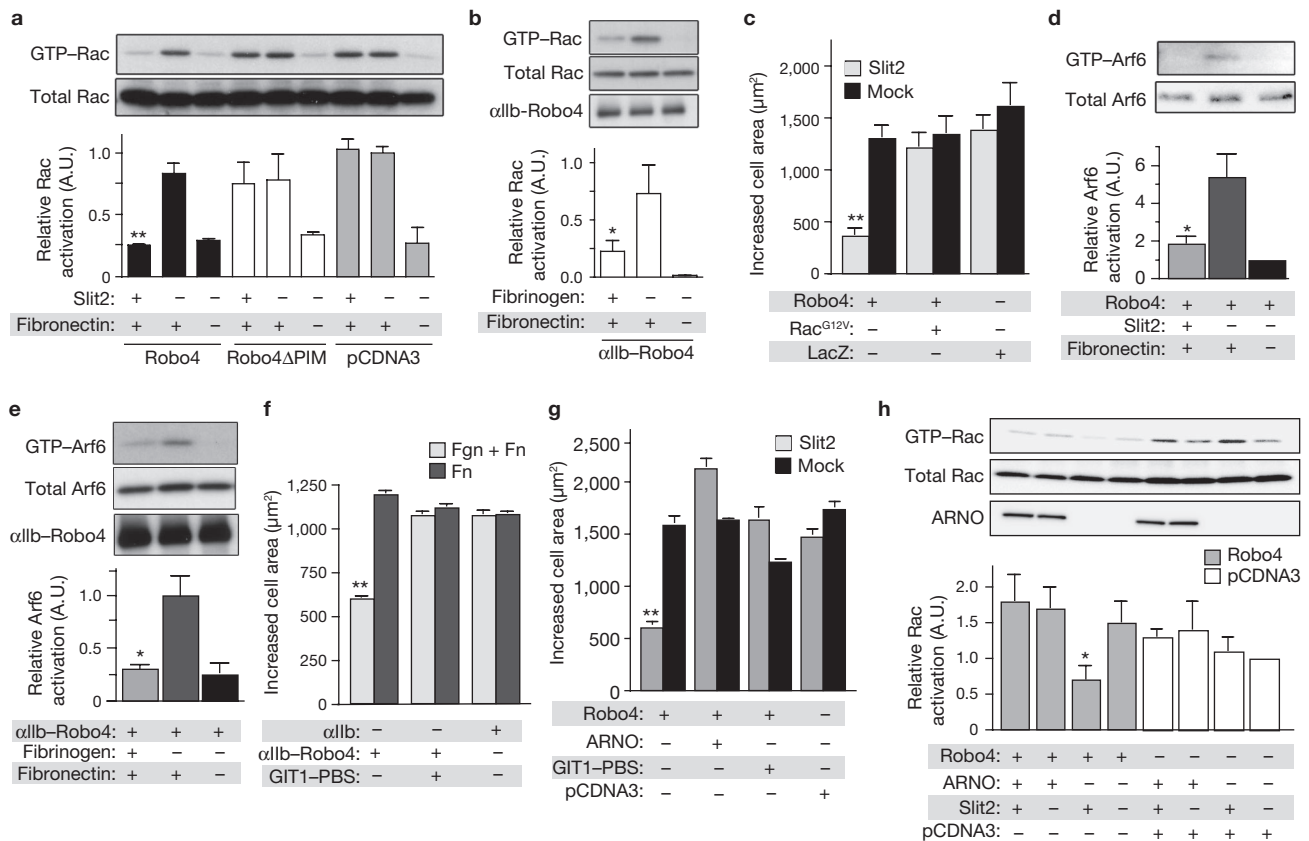 a
GTP–Rac
Total Rac
Relative Rac
activation (A.U.)
1.0
0.5
0
**
Slit2: + – – + – – + – –
Fibronectin: + + – + + – + + –
Robo4 Robo4ΔPIM pCDNA3
b
GTP–Rac
Total Rac
αIIb–Robo4
Relative Rac
activation (A.U.)
1.0
0.5
0.0
*
Fibrinogen: + – –
Fibronectin: + + –
αIIb–Robo4
c
Slit2
Mock
Increased cell area (μm²)
2,000
1,500
1,000
500
0
**
Robo4: + + –
RacG12V: – + –
LacZ: – – +
d
GTP–Arf6
Total Arf6
Relative Arf6
activation (A.U.)
6
4
2
0
*
Robo4: + + +
Slit2: + – –
Fibronectin: + + –
e
GTP–Arf6
Total Arf6
αIIb–Robo4
Relative Arf6
activation (A.U.)
1.0
0.5
0
*
αIIb–Robo4: + + +
Fibrinogen: + – –
Fibronectin: + + –
f
Fgn + Fn
Fn
Increased cell area (μm²)
1,250
900
600
250
0
**
αIIb: – – +
αIIb–Robo4: + + –
GIT1–PBS: – + –
g
Slit2
Mock
Increased cell area (μm²)
2,500
2,000
1,500
1,000
500
0
**
Robo4: + + + –
ARNO: – + – –
GIT1–PBS: – – + –
pCDNA3: – – – +
h
GTP–Rac
Total Rac
ARNO
Robo4
pCDNA3
Relative Rac
activation (A.U.)
2.0
1.5
1.0
0.5
0
*
Robo4: + + + + – – – –
ARNO: + + – – + + – –
Slit2: + – + – + – + –
pCDNA3: – – – – + + + +